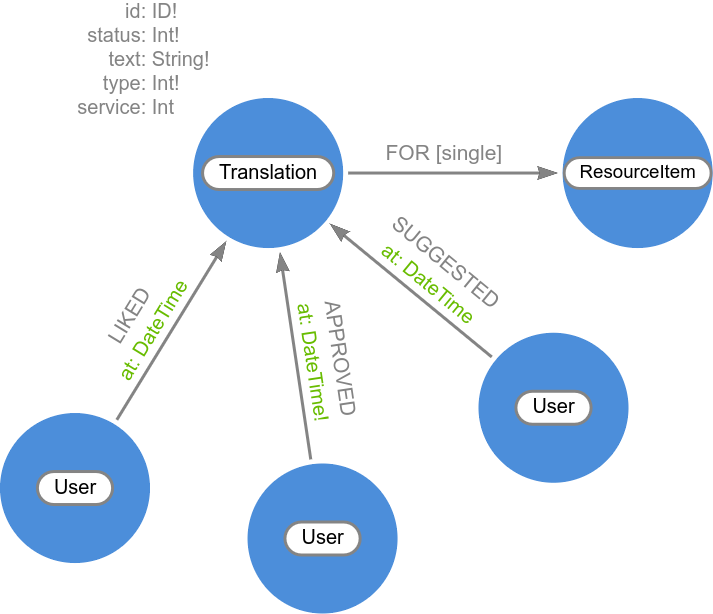 id: ID!
status: Int!
text: String!
type: Int!
service: Int
Translation
FOR [single]
ResourceItem
SUGGESTED
at: DateTime
LIKED
at: DateTime
APPROVED
at: DateTime!
User
User
User